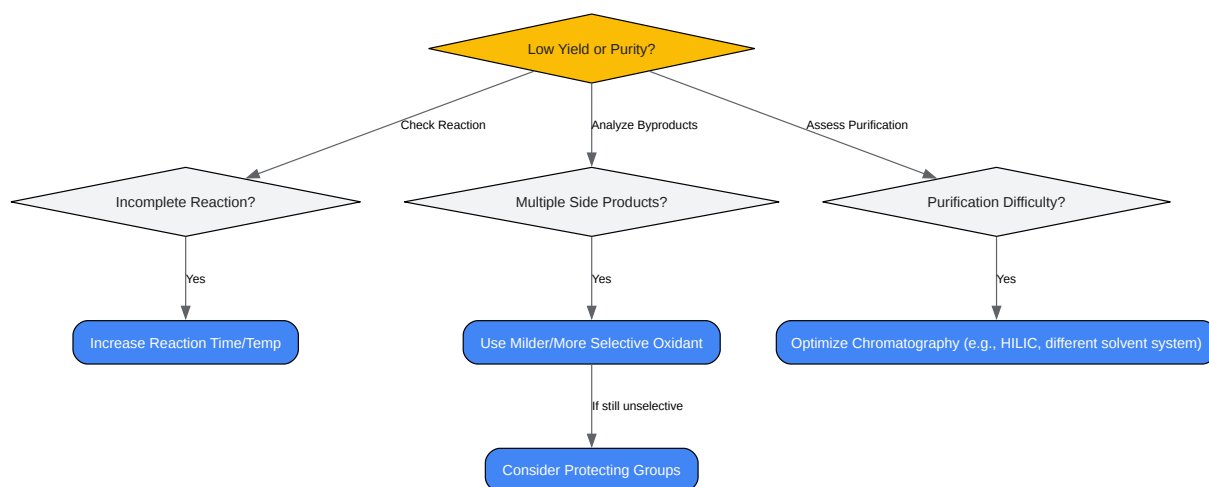 Low Yield or Purity?
Check Reaction
Analyze Byproducts
Assess Purification
Incomplete Reaction?
Multiple Side Products?
Purification Difficulty?
Yes
Yes
Yes
Increase Reaction Time/Temp
Use Milder/More Selective Oxidant
Optimize Chromatography (e.g., HILIC, different solvent system)
If still unselective
Consider Protecting Groups